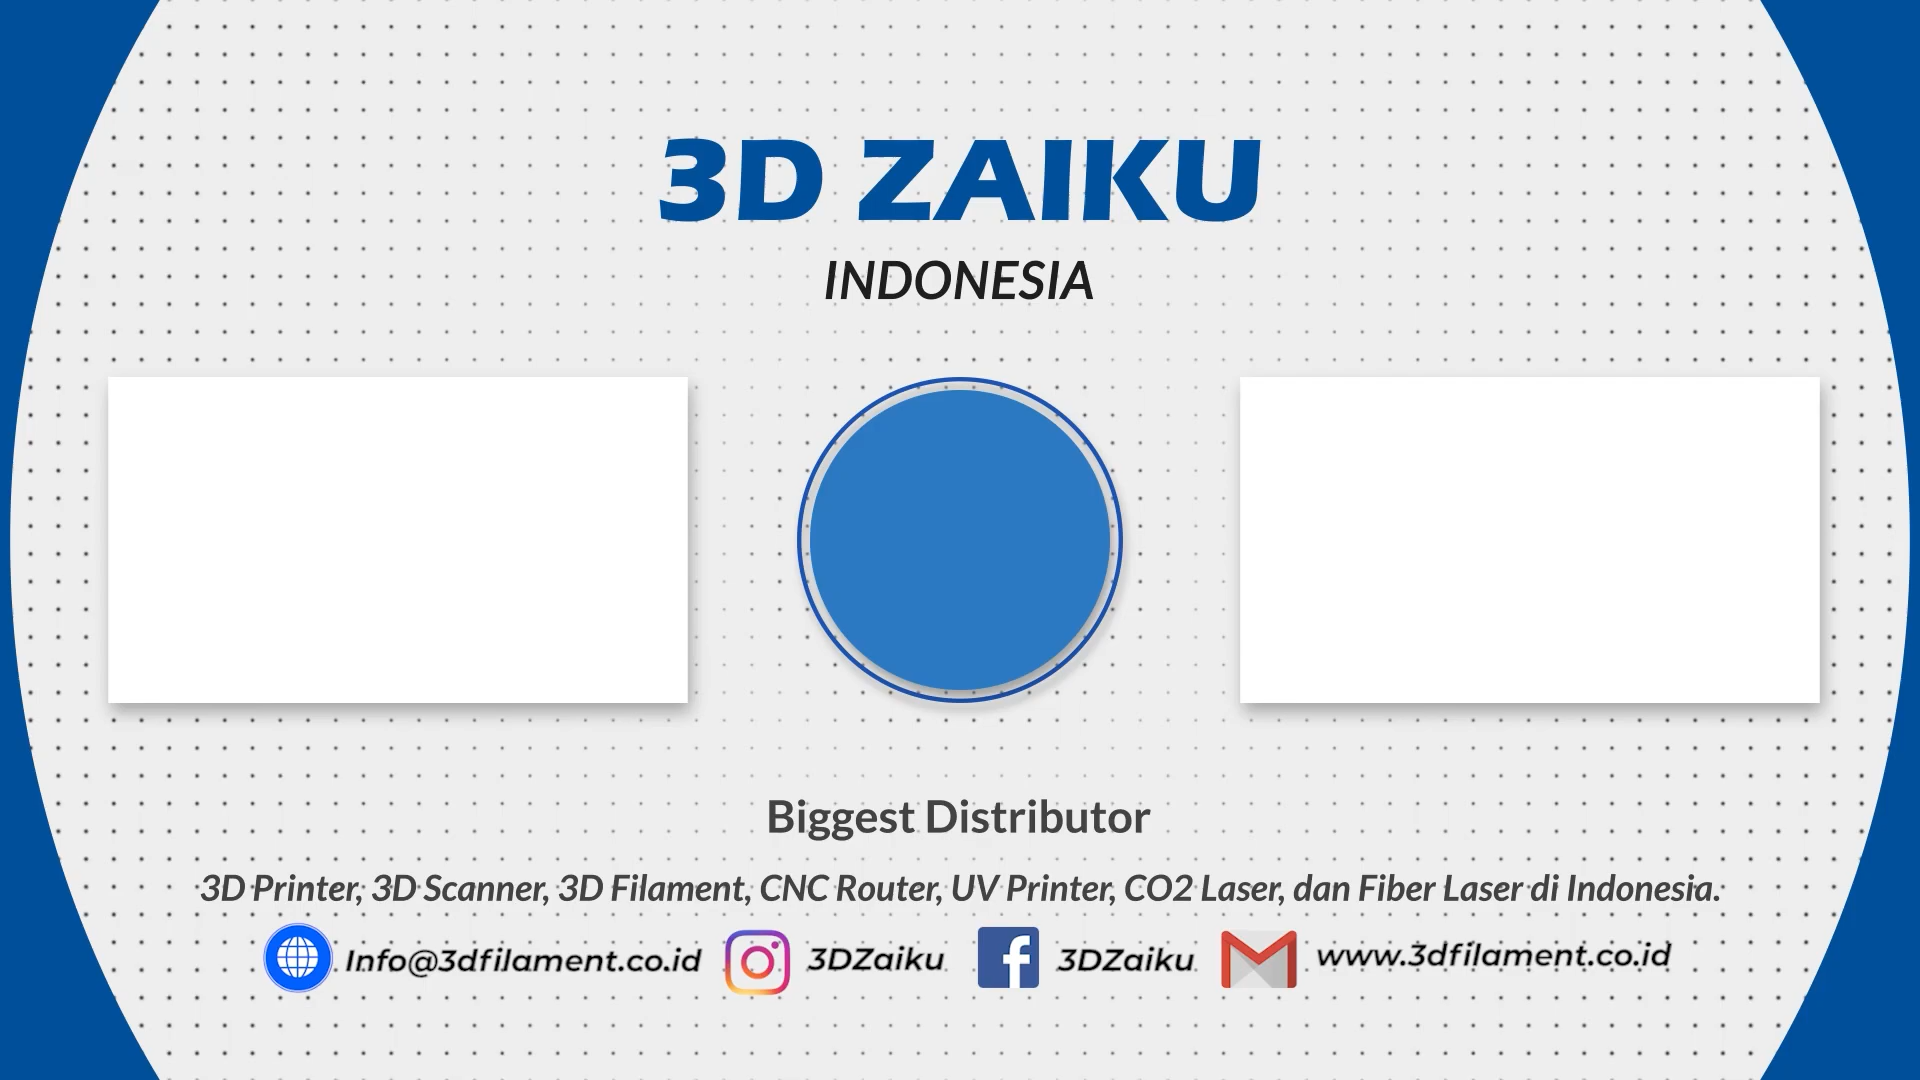 3D ZAIKU
INDONESIA
Biggest Distributor
3D Printer, 3D Scanner, 3D Filament, CNC Router, UV Printer, CO2 Laser, dan Fiber Laser di Indonesia.
Info@3dfilament.co.id 3DZaiku 3DZaiku www.3dfilament.co.id